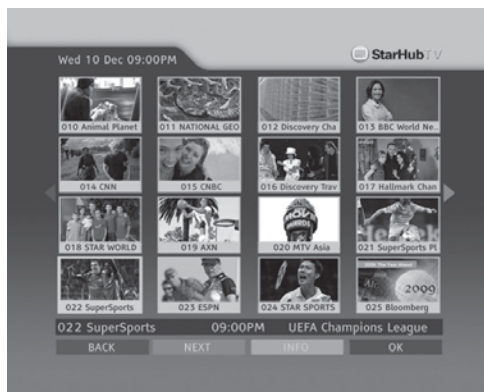 StarHub TV
Wed 10 Dec 09:00PM
010 Animal Planet
011 NATIONAL GEO
012 Discovery Cha
013 BBC World Ne..
014 CNN
015 CNBC
016 Discovery Trav
017 Hallmark Chan
018 STAR WORLD
019 AXN
MOVIE
020 MTV Asia
021 SuperSports Pl
022 SuperSports
023 ESPN
024 STAR SPORTS
2009
025 Bloomberg
022 SuperSports 09:00PM UEFA Champions League
BACK NEXT INFO OK